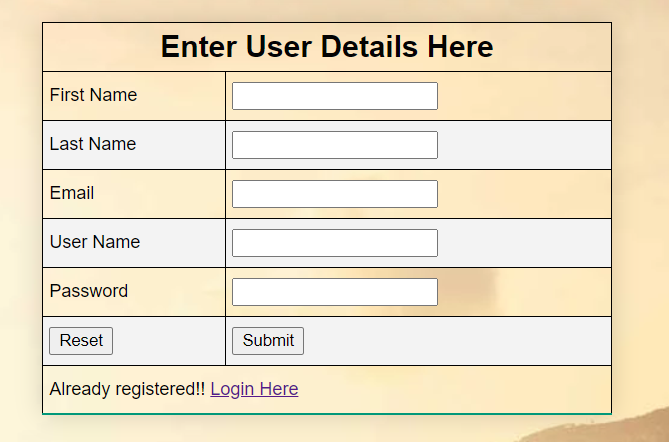 Enter User Details Here
First Name
Last Name
Email
User Name
Password
Reset Submit
Already registered!! Login Here